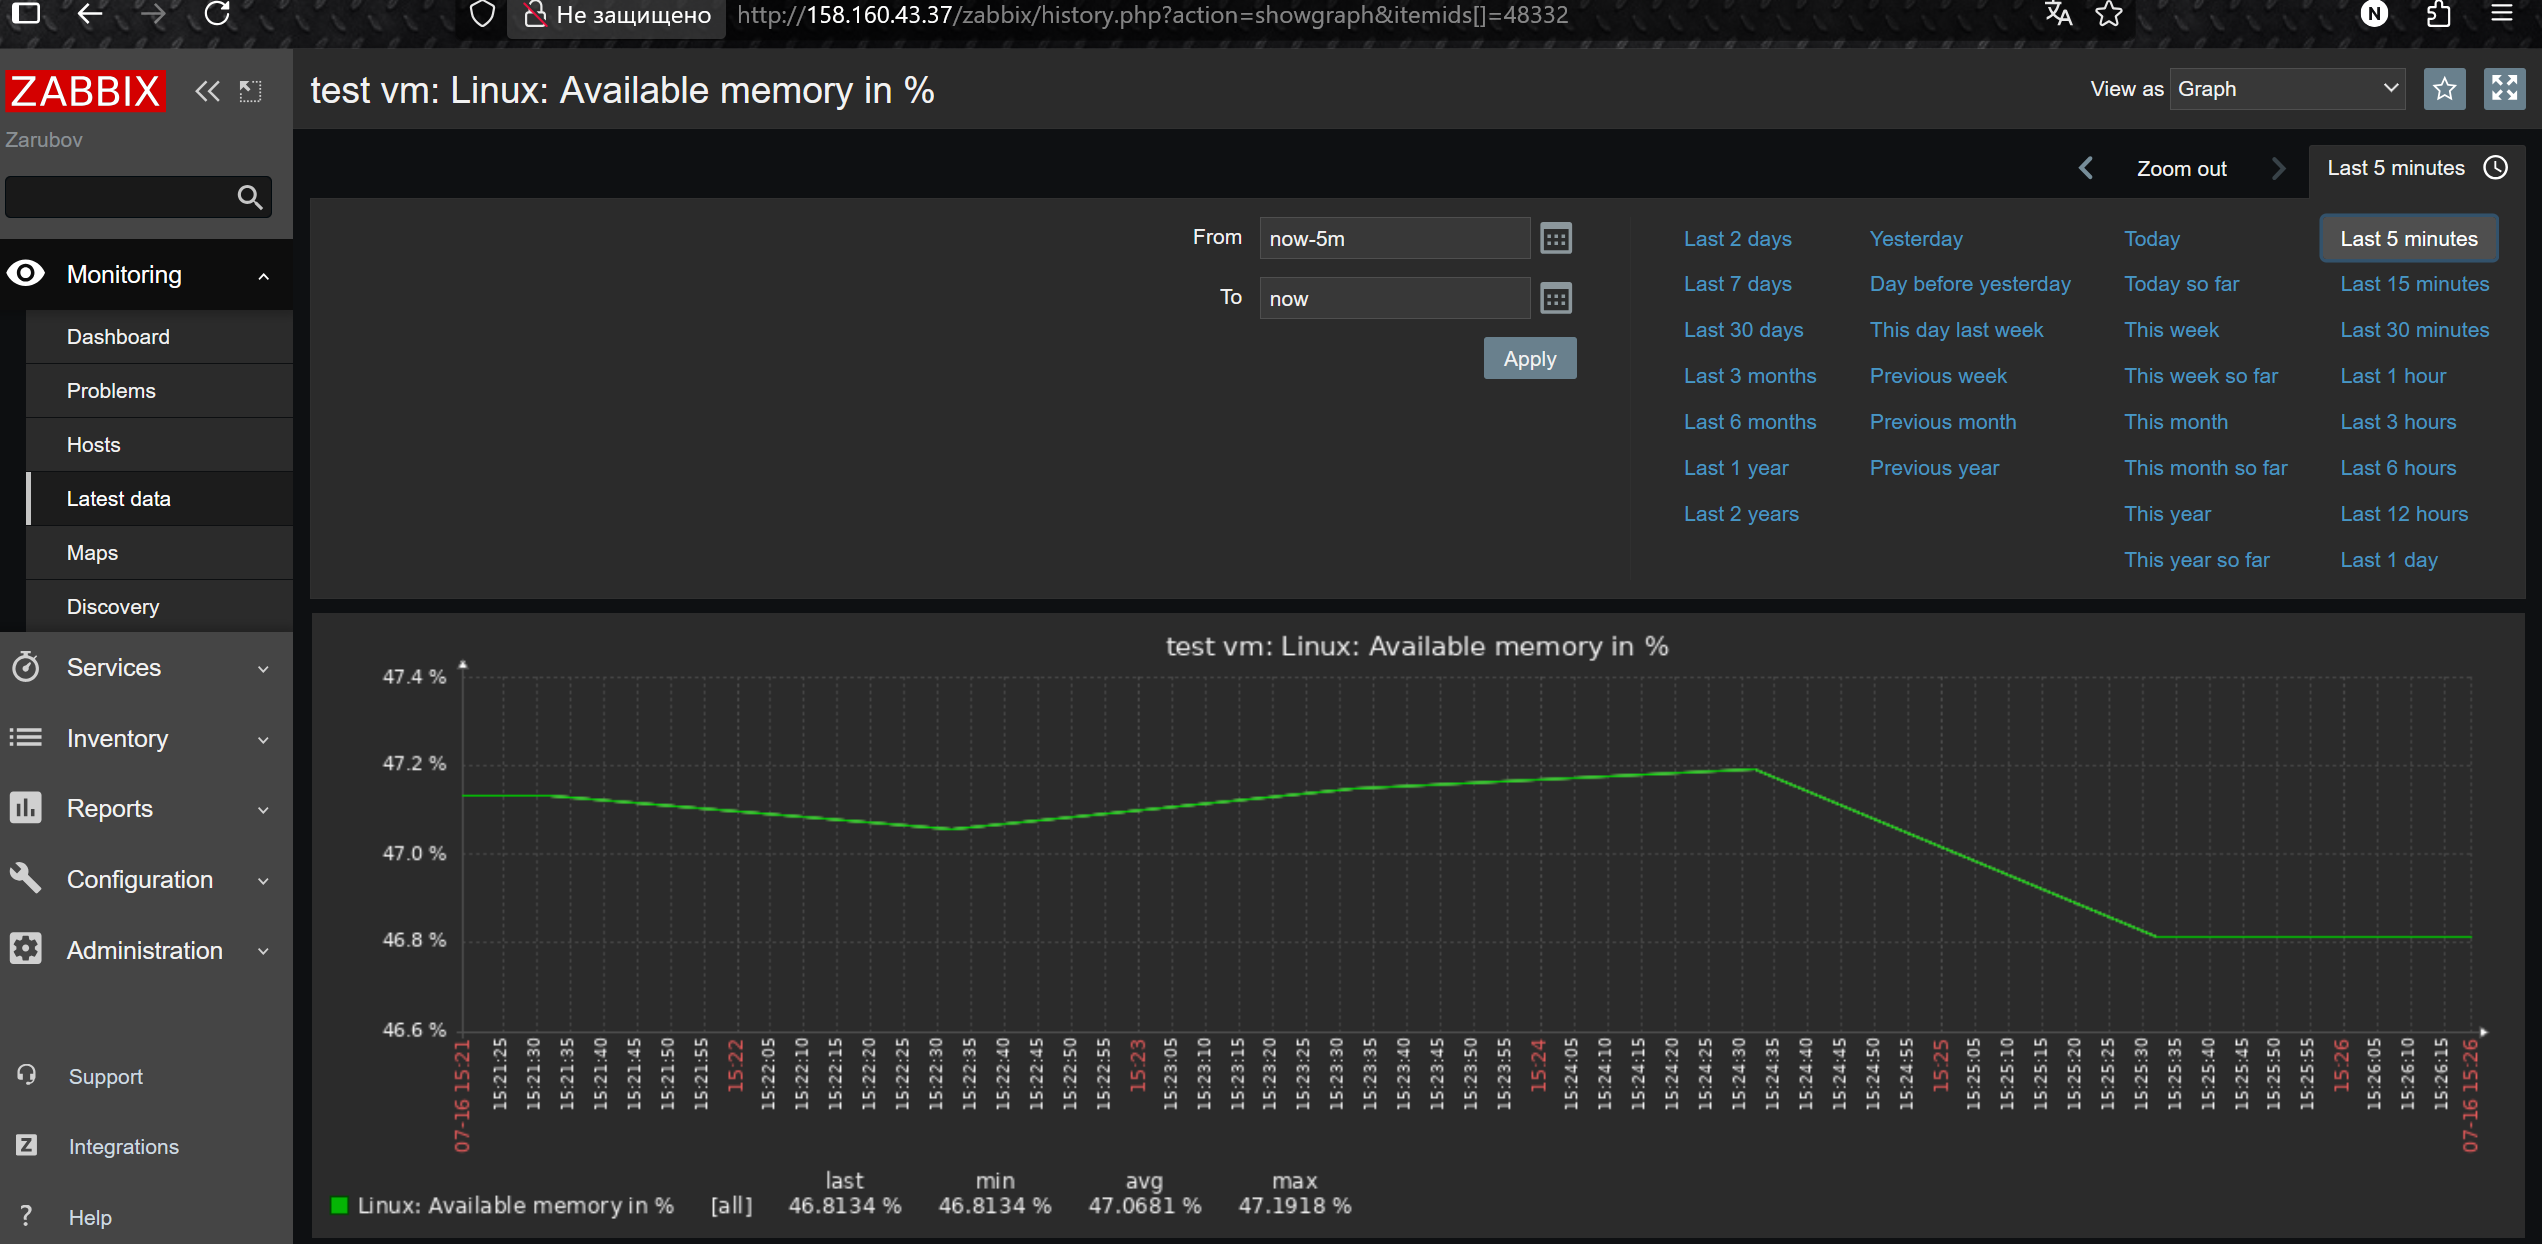 Не защищено http://158.160.43.37/zabbix/history.php?action=showgraph&itemids[]=48332
N
ZABBIX
Zarubov
Monitoring
Dashboard
Problems
Hosts
Latest data
Maps
Discovery
Services
Inventory
Reports
Configuration
Administration
Support
Z Integrations
? Help
test vm: Linux: Available memory in %
View as Graph
Zoom out
Last 5 minutes
From now-5m
To now
Apply
Last 2 days Yesterday Today Last 5 minutes
Last 7 days Day before yesterday Today so far Last 15 minutes
Last 30 days This day last week This week Last 30 minutes
Last 3 months Previous week This week so far Last 1 hour
Last 6 months Previous month This month Last 3 hours
Last 1 year Previous year This month so far Last 6 hours
Last 2 years This year Last 12 hours
This year so far Last 1 day
test vm: Linux: Available memory in %
47.4 %
47.2 %
47.0 %
46.8 %
46.6 %
07-16 15:21
15:21:25
15:21:30
15:21:35
15:21:40
15:21:45
15:21:50
15:21:55
15:22
15:22:05
15:22:10
15:22:15
15:22:20
15:22:25
15:22:30
15:22:35
15:22:40
15:22:45
15:22:50
15:22:55
15:23
15:23:05
15:23:10
15:23:15
15:23:20
15:23:25
15:23:30
15:23:35
15:23:40
15:23:45
15:23:50
15:23:55
15:24
15:24:05
15:24:10
15:24:15
15:24:20
15:24:25
15:24:30
15:24:35
15:24:40
15:24:45
15:24:50
15:24:55
15:25
15:25:05
15:25:10
15:25:15
15:25:20
15:25:25
15:25:30
15:25:35
15:25:40
15:25:45
15:25:50
15:25:55
15:26
15:26:05
15:26:10
15:26:15
07-16 15:26
last min avg max
Linux: Available memory in % [all] 46.8134 % 46.8134 % 47.0681 % 47.1918 %